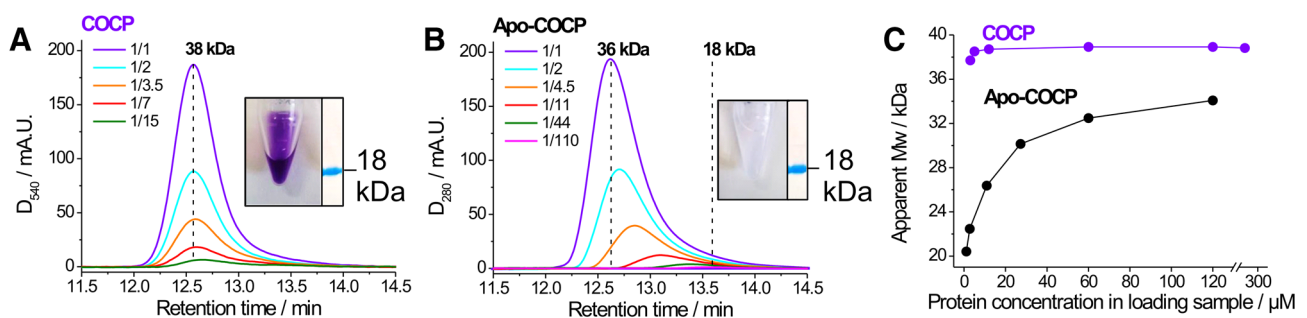 A
COCP
D540 / mA.U.
200
150
100
50
0
1/1
1/2
1/3.5
1/7
1/15
38 kDa
18
kDa
11.5 12.0 12.5 13.0 13.5 14.0 14.5
Retention time / min
B
Apo-COCP
D280 / mA.U.
200
150
100
50
0
1/1
1/2
1/4.5
1/11
1/44
1/110
36 kDa 18 kDa
18
kDa
11.5 12.0 12.5 13.0 13.5 14.0 14.5
Retention time / min
C
Apparent Mw / kDa
40
36
32
28
24
20
COCP
Apo-COCP
0 20 40 60 80 100 120 300
Protein concentration in loading sample / µM